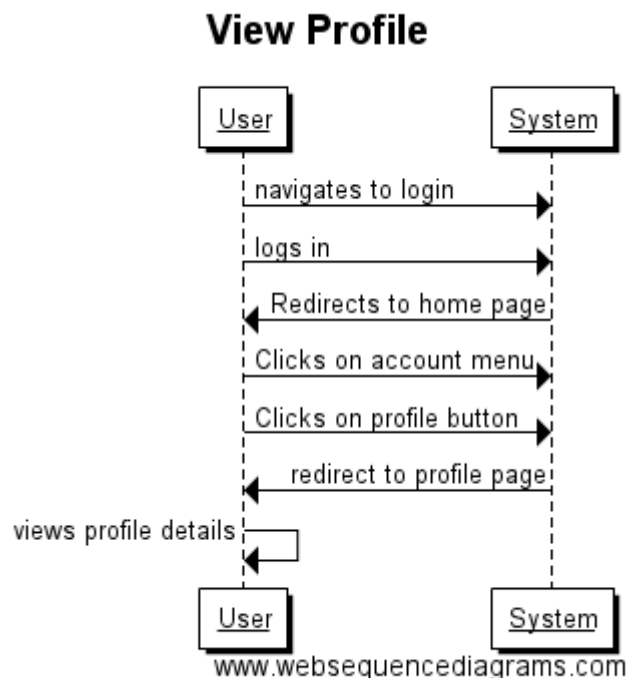 View Profile
User
System
navigates to login
logs in
Redirects to home page
Clicks on account menu
Clicks on profile button
redirect to profile page
views profile details
User
System
www.websequencediagrams.com